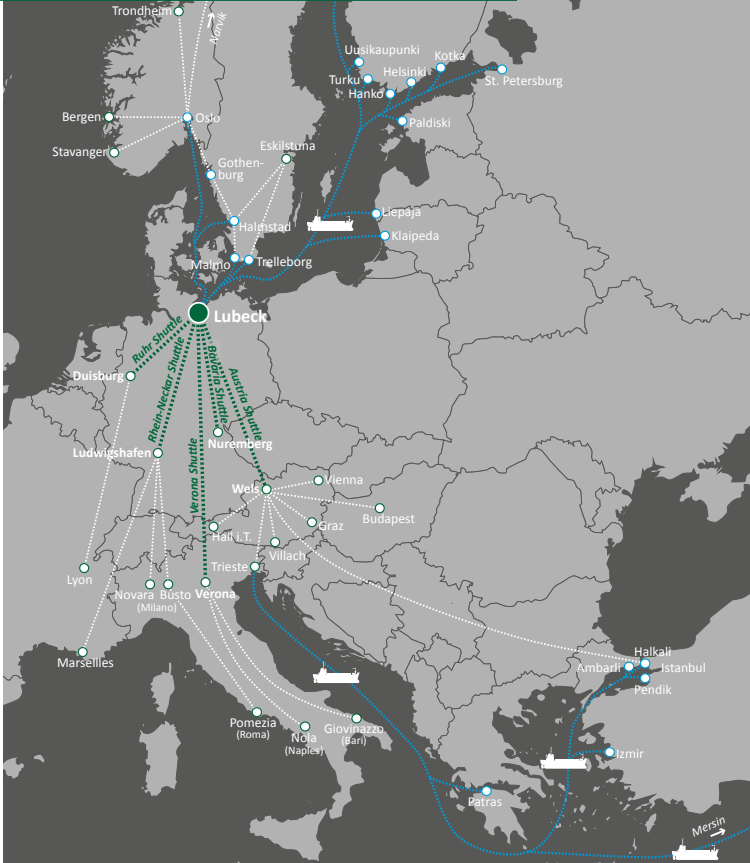 Trondheim
Narvik
Uusikaupunki
Kotka
Helsinki
Turku
Hanko
St. Petersburg
Bergen
Oslo
Paldiski
Stavanger
Eskilstuna
Gothen-
burg
Liepaja
Halmstad
Klaipeda
Malmo
Trelleborg
Lubeck
Ruhr Shuttle
Rhein-Neckar Shuttle
Bavaria Shuttle
Austria Shuttle
Verona Shuttle
Duisburg
Nuremberg
Ludwigshafen
Wels
Vienna
Budapest
Graz
Hall i.T.
Villach
Trieste
Lyon
Novara
Busto
(Milano)
Verona
Marseilles
Halkali
Ambarli
Istanbul
Pendik
Pomezia
(Roma)
Nola
(Naples)
Giovinazzo
(Bari)
Izmir
Patras
Mersin